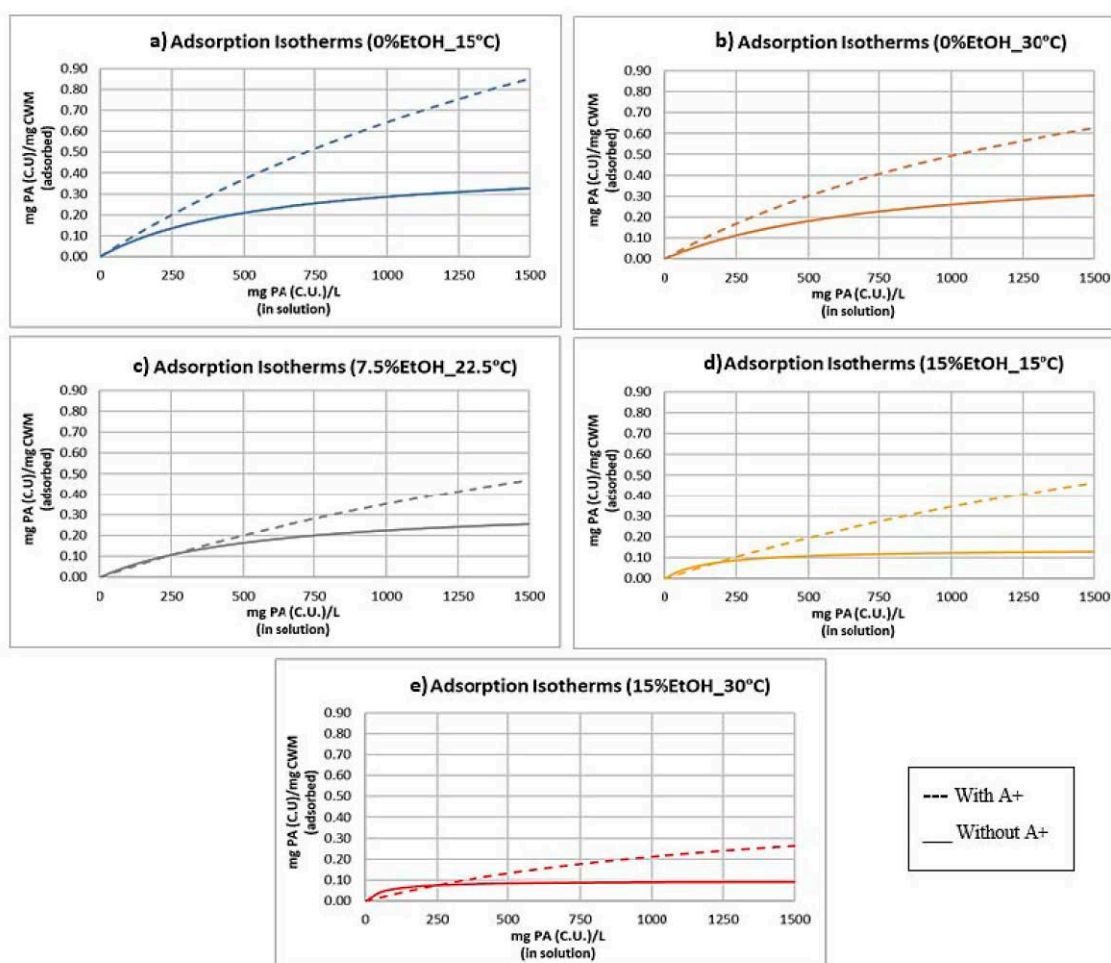 a) Adsorption Isotherms (0%EtOH_15ºC)
mg PA (C.U)/mg CWM
(adsorbed)
0.90
0.80
0.70
0.60
0.50
0.40
0.30
0.20
0.10
0.00
0 250 500 750 1000 1250 1500
mg PA (C.U.)/L
(in solution)
b) Adsorption Isotherms (0%EtOH_30ºC)
mg PA (C.U)/mg CWM
(adsorbed)
0.90
0.80
0.70
0.60
0.50
0.40
0.30
0.20
0.10
0.00
0 250 500 750 1000 1250 1500
mg PA (C.U.)/L
(in solution)
c) Adsorption Isotherms (7.5%EtOH_22.5ºC)
mg PA (C.U)/mg CWM
(adsorbed)
0.90
0.80
0.70
0.60
0.50
0.40
0.30
0.20
0.10
0.00
0 250 500 750 1000 1250 1500
mg PA (C.U.)/L
(in solution)
d) Adsorption Isotherms (15%EtOH_15ºC)
mg PA (C.U)/mg CWM
(adsorbed)
0.90
0.80
0.70
0.60
0.50
0.40
0.30
0.20
0.10
0.00
0 250 500 750 1000 1250 1500
mg PA (C.U.)/L
(in solution)
e) Adsorption Isotherms (15%EtOH_30ºC)
mg PA (C.U)/mg CWM
(adsorbed)
0.90
0.80
0.70
0.60
0.50
0.40
0.30
0.20
0.10
0.00
0 250 500 750 1000 1250 1500
mg PA (C.U.)/L
(in solution)
With A+
Without A+